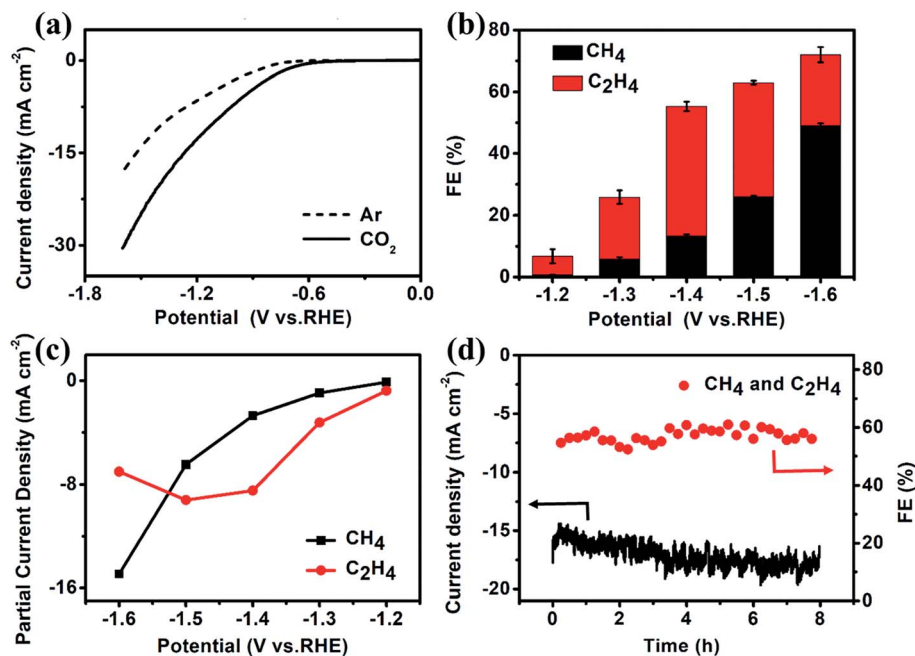 (a)
Current density (mA cm⁻²)
0
-15
-30
-1.8 -1.2 -0.6 0.0
Potential (V vs.RHE)
Ar
CO₂
(b)
FE (%)
80
60
40
20
0
-1.2 -1.3 -1.4 -1.5 -1.6
Potential (V vs.RHE)
CH₄
C₂H₄
(c)
Partial Current Density (mA cm⁻²)
0
-8
-16
-1.6 -1.5 -1.4 -1.3 -1.2
Potential (V vs.RHE)
CH₄
C₂H₄
(d)
Current density (mA cm⁻²)
0
-5
-10
-15
-20
0 2 4 6 8
Time (h)
CH₄ and C₂H₄
80
60
40
20
0
FE (%)